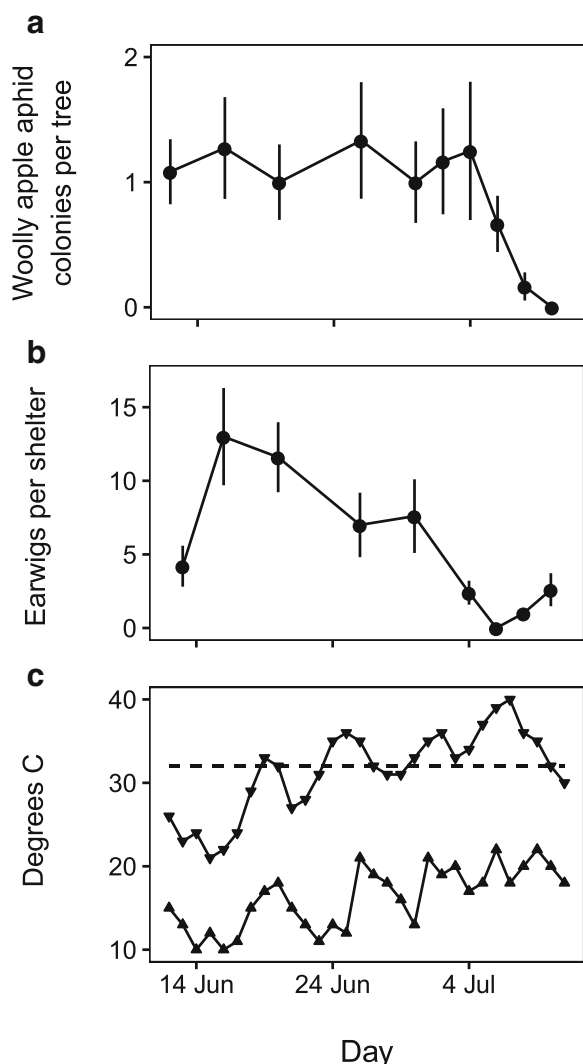 a
Woolly apple aphid
colonies per tree
2
1
0
b
Earwigs per shelter
15
10
5
0
c
Degrees C
40
30
20
10
14 Jun
24 Jun
4 Jul
Day